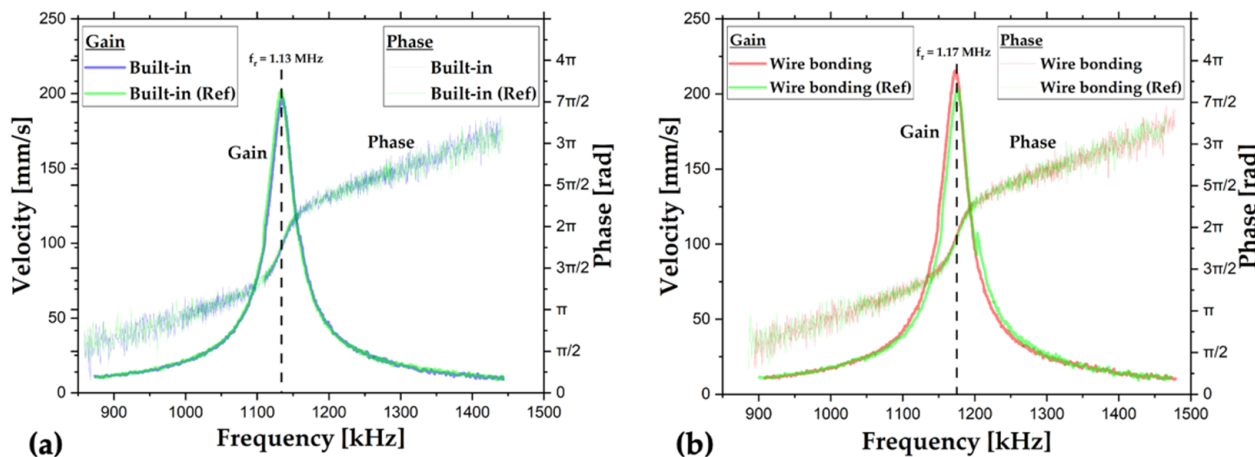 250
200
150
100
50
0
Velocity [mm/s]
Gain
Built-in
Built-in (Ref)
fr = 1.13 MHz
Phase
Built-in
Built-in (Ref)
Gain
Phase
4π
7π/2
3π
5π/2
2π
3π/2
π
π/2
0
Phase [rad]
900 1000 1100 1200 1300 1400 1500
Frequency [kHz]
(a)
250
200
150
100
50
0
Velocity [mm/s]
Gain
Wire bonding
Wire bonding (Ref)
fr = 1.17 MHz
Phase
Wire bonding
Wire bonding (Ref)
Gain
Phase
4π
7π/2
3π
5π/2
2π
3π/2
π
π/2
0
Phase [rad]
900 1000 1100 1200 1300 1400 1500
Frequency [kHz]
(b)